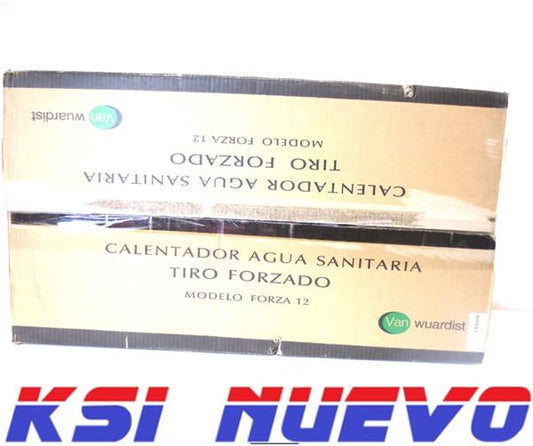 CALENTADOR AGUA SANITARIA
TIRO FORZADO
MODELO FORZA 12
Van wuardist
CALENTADOR AGUA SANITARIA
TIRO FORZADO
MODELO FORZA 12
Van wuardist
KSI NUEVO